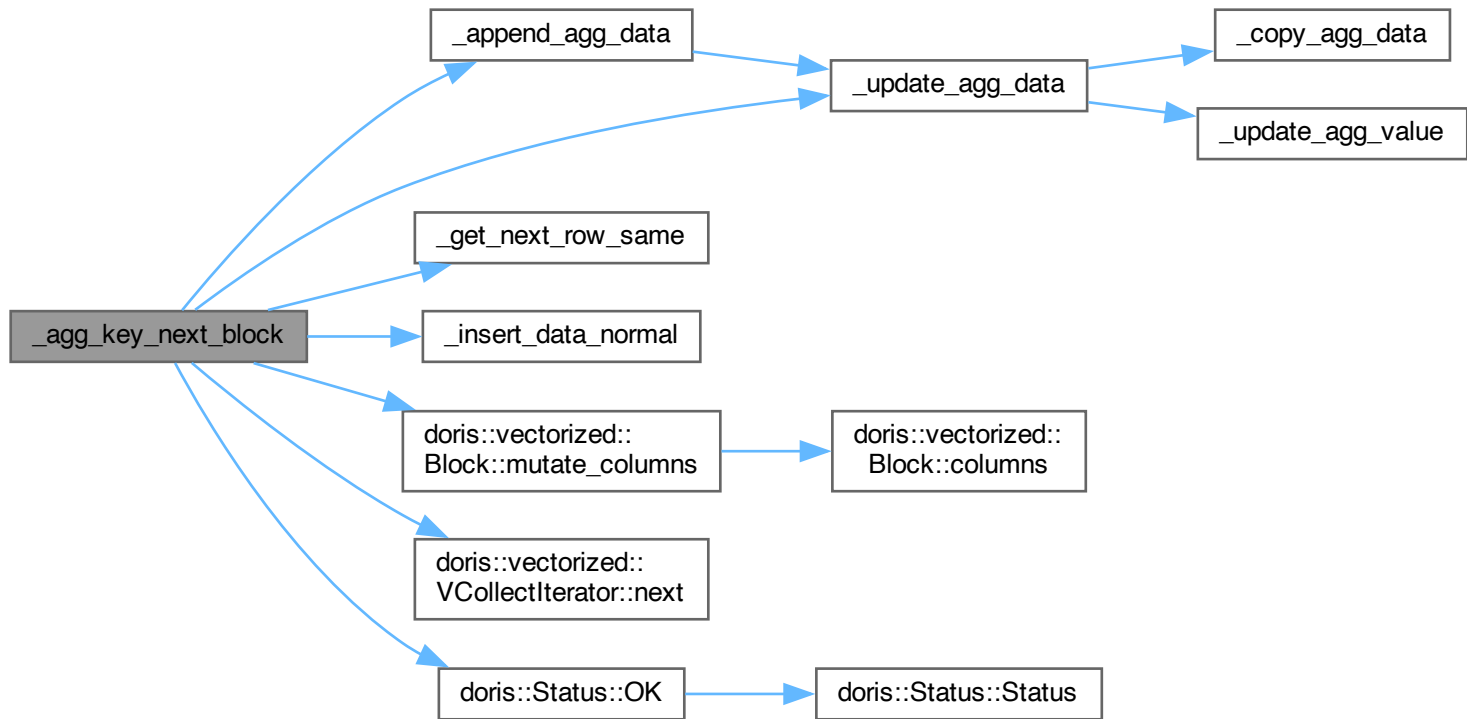 _append_agg_data
_copy_agg_data
_update_agg_data
_update_agg_value
_get_next_row_same
_agg_key_next_block
_insert_data_normal
doris::vectorized::
Block::mutate_columns
doris::vectorized::
Block::columns
doris::vectorized::
VCollectIterator::next
doris::Status::OK
doris::Status::Status